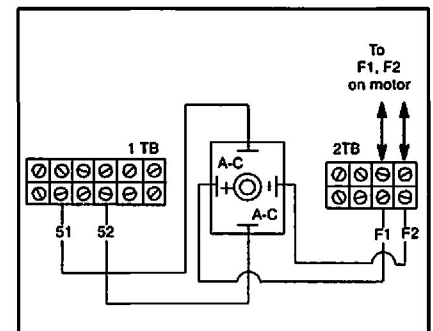 To
F1, F2
on motor
1 TB
2TB
A-C
+
A-C
51
52
F1
F2